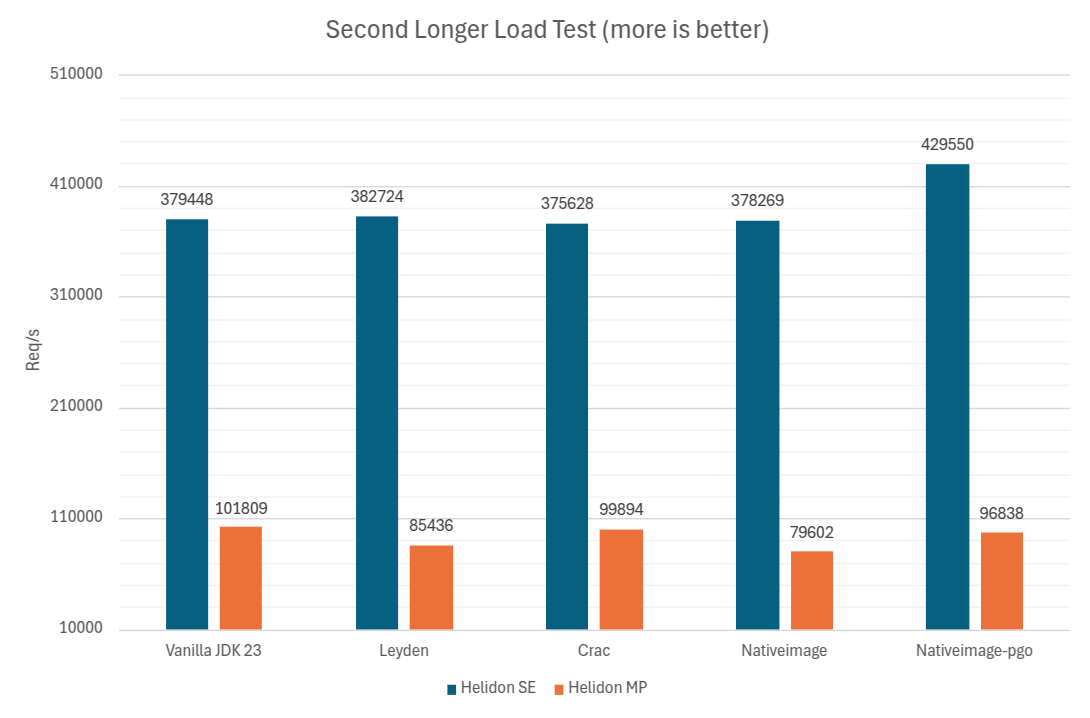 Second Longer Load Test (more is better)
510000
410000
310000
210000
110000
10000
Req/s
379448
382724
375628
378269
429550
101809
85436
99894
79602
96838
Vanilla JDK 23
Leyden
Crac
Nativeimage
Nativeimage-pgo
Helidon SE
Helidon MP